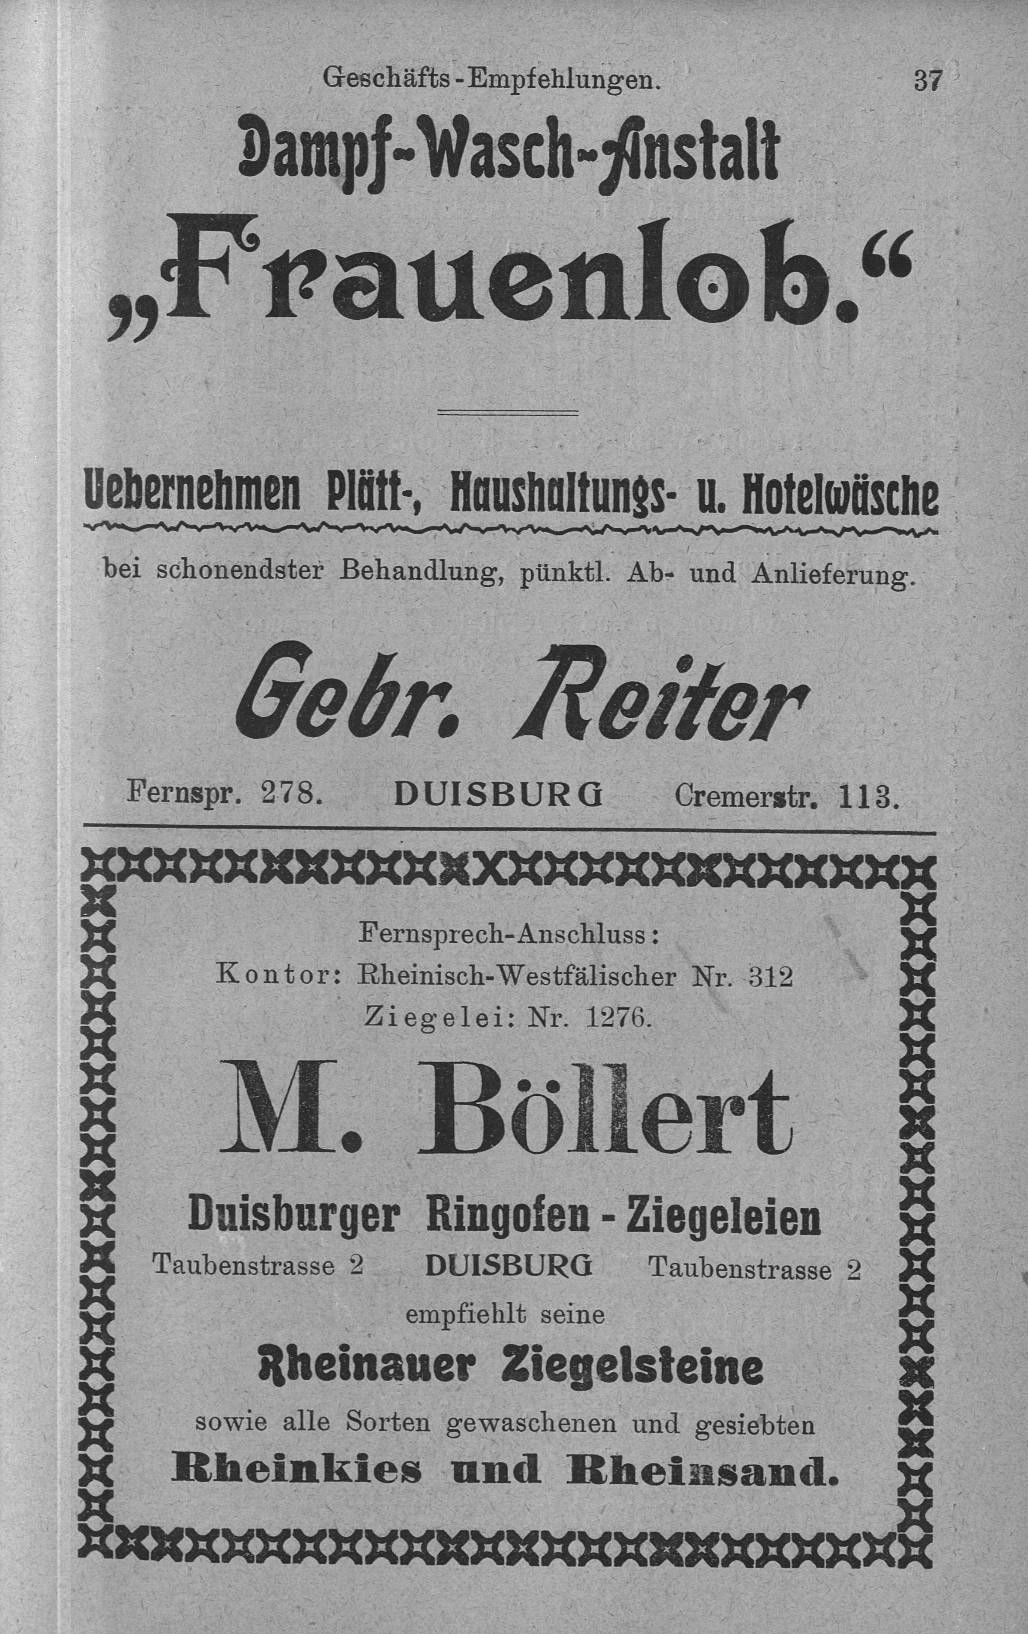 Geschäfts-Empfehlungen. 37
Dampf-Wasch-Anstalt
„Frauenlob.“
Uebernehmen Plätt-, Haushaltungs- u. Hotelwäsche
bei schonendster Behandlung, pünktl. Ab- und Anlieferung.
Gebr. Reiter
Fernspr. 278. DUISBURG Cremerstr. 113.
Fernsprech-Anschluss:
Kontor: Rheinisch-Westfälischer Nr. 312
Ziegelei: Nr. 1276.
M. Böllert
Duisburger Ringofen-Ziegeleien
Taubenstrasse 2 DUISBURG Taubenstrasse 2
empfiehlt seine
Rheinauer Ziegelsteine
sowie alle Sorten gewaschenen und gesiebten
Rheinkies und Rheinsand.